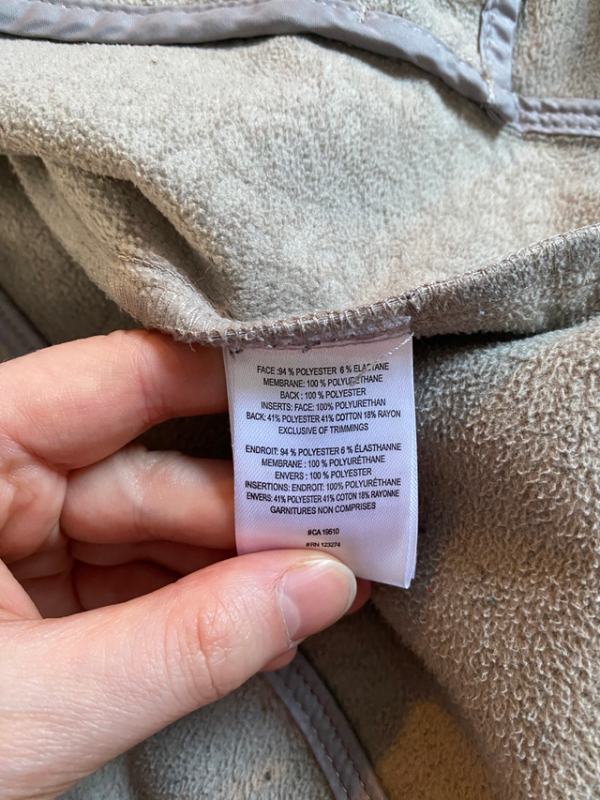 FACE :94 % POLYESTER 6 % ELASTANE
MEMBRANE: 100 % POLYURETHANE
BACK : 100 % POLYESTER
INSERTS: FACE: 100% POLYURETHAN
BACK: 41% POLYESTER 41% COTTON 18% RAYON
EXCLUSIVE OF TRIMMINGS
ENDROIT: 94 % POLYESTER 6 % ÉLASTHANNE
MEMBRANE : 100 % POLYURÉTHANE
ENVERS : 100 % POLYESTER
INSERTIONS: ENDROIT: 100% POLYURÉTHANE
ENVERS: 41% POLYESTER 41% COTON 18% RAYONNE
GARNITURES NON COMPRISES
#CA 19510
#RN 123274